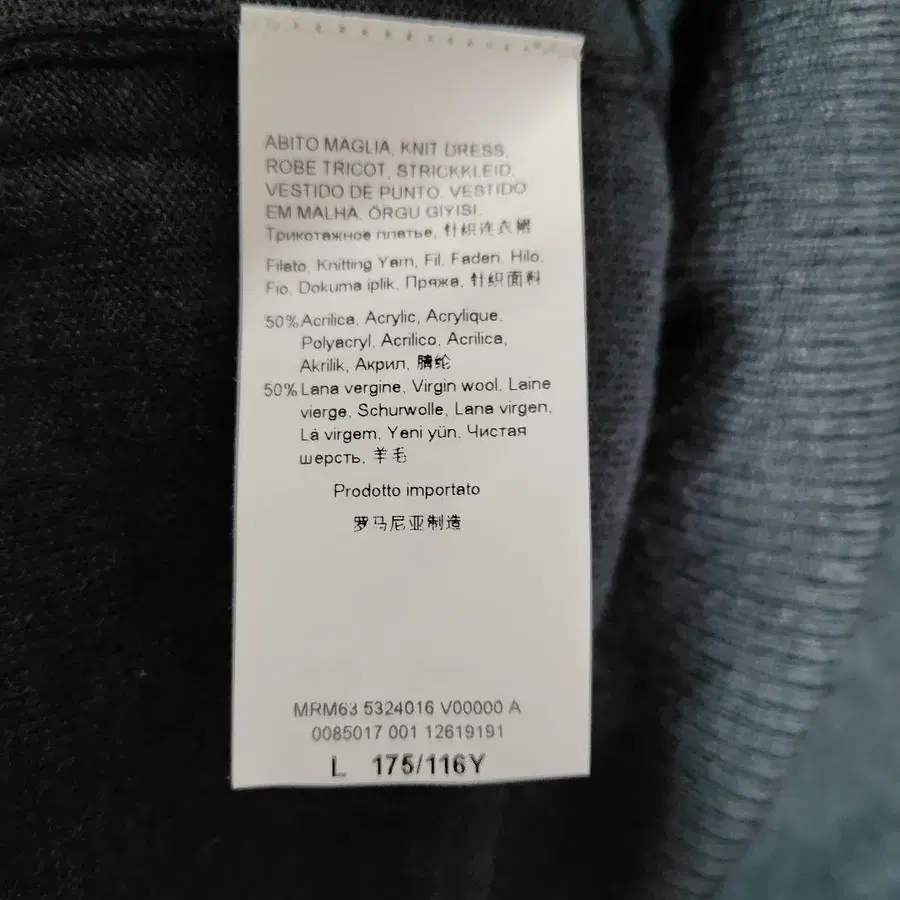 ABITO MAGLIA, KNIT DRESS,
ROBE TRICOT, STRICKKLEID,
VESTIDO DE PUNTO, VESTIDO
EM MALHA, ÖRGU GIYISI,
Трикотажное платье, 针织连衣裙
Filato, Knitting Yarn, Fil, Faden, Hilo,
Fio, Dokuma iplik, Пряжа, 针织面料
50% Acrilica, Acrylic, Acrylique,
Polyacryl, Acrilico, Acrilica,
Akrilik, Акрил, 腈纶
50% Lana vergine, Virgin wool, Laine
vierge, Schurwolle, Lana virgen,
Lá virgem, Yeni yün, Чистая
шерсть, 羊毛
Prodotto importato
罗马尼亚制造
MRM63 5324016 V00000 A
0085017 001 12619191
L 175/116Y